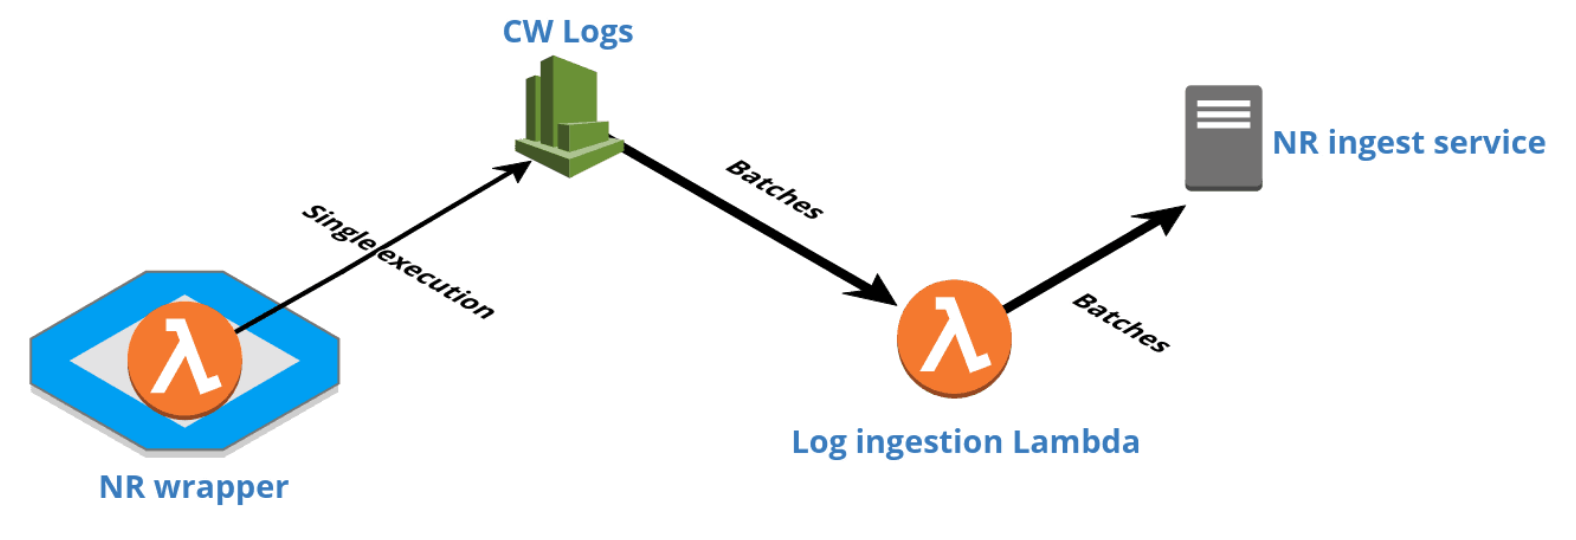 CW Logs
NR ingest service
Batches
Single execution
Batches
Log ingestion Lambda
NR wrapper